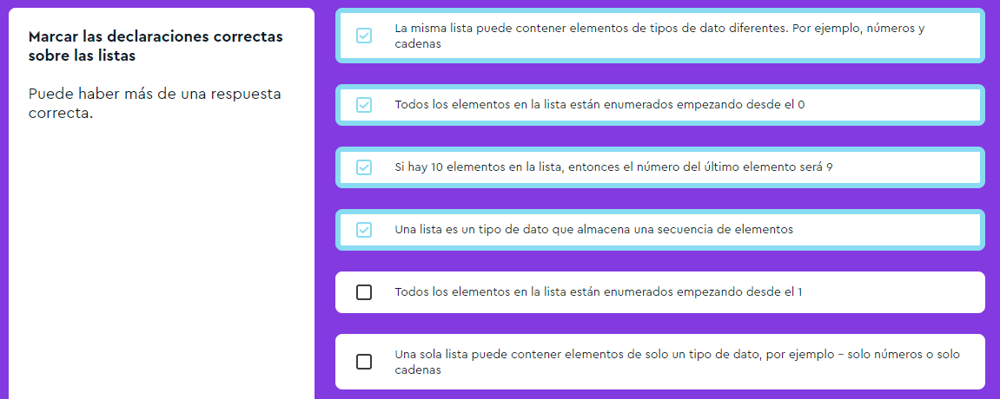 Marcar las declaraciones correctas
sobre las listas
Puede haber más de una respuesta
correcta.
La misma lista puede contener elementos de tipos de dato diferentes. Por ejemplo, números y
cadenas
Todos los elementos en la lista están enumerados empezando desde el 0
Si hay 10 elementos en la lista, entonces el número del último elemento será 9
Una lista es un tipo de dato que almacena una secuencia de elementos
Todos los elementos en la lista están enumerados empezando desde el 1
Una sola lista puede contener elementos de solo un tipo de dato, por ejemplo – solo números o solo
cadenas